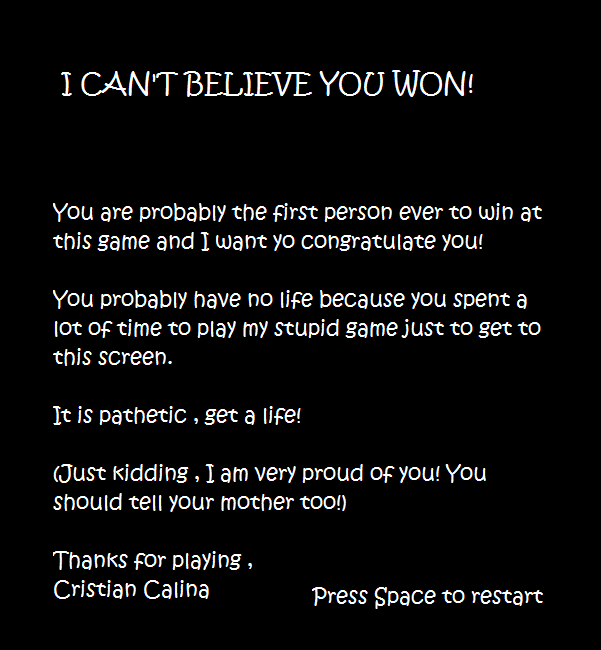 I CAN'T BELIEVE YOU WON!
You are probably the first person ever to win at
this game and I want yo congratulate you!
You probably have no life because you spent a
lot of time to play my stupid game just to get to
this screen.
It is pathetic , get a life!
(Just kidding , I am very proud of you! You
should tell your mother too!)
Thanks for playing ,
Cristian Calina
Press Space to restart